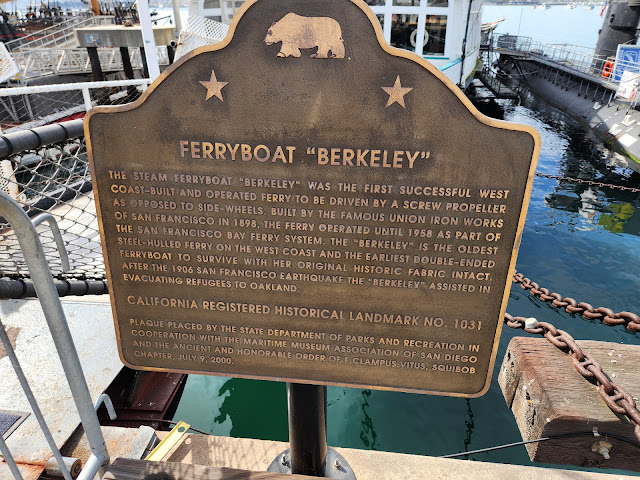 FERRYBOAT "BERKELEY"
THE STEAM FERRYBOAT "BERKELEY" WAS THE FIRST SUCCESSFUL WEST
COAST-BUILT AND OPERATED FERRY TO BE DRIVEN BY A SCREW PROPELLER
AS OPPOSED TO SIDE-WHEELS. BUILT BY THE FAMOUS UNION IRON WORKS
OF SAN FRANCISCO IN 1898, THE FERRY OPERATED UNTIL 1958 AS PART OF
THE SAN FRANCISCO BAY FERRY SYSTEM. THE "BERKELEY" IS THE OLDEST
STEEL-HULLED FERRY ON THE WEST COAST AND THE EARLIEST DOUBLE-ENDED
FERRYBOAT TO SURVIVE WITH HER ORIGINAL HISTORIC FABRIC INTACT.
AFTER THE 1906 SAN FRANCISCO EARTHQUAKE THE "BERKELEY" ASSISTED IN
EVACUATING REFUGEES TO OAKLAND.
CALIFORNIA REGISTERED HISTORICAL LANDMARK NO. 1031
PLAQUE PLACED BY THE STATE DEPARTMENT OF PARKS AND RECREATION IN
COOPERATION WITH THE MARITIME MUSEUM ASSOCIATION OF SAN DIEGO
AND THE ANCIENT AND HONORABLE ORDER OF E CLAMPUS VITUS, SQUIBOB
CHAPTER, JULY 9, 2000.